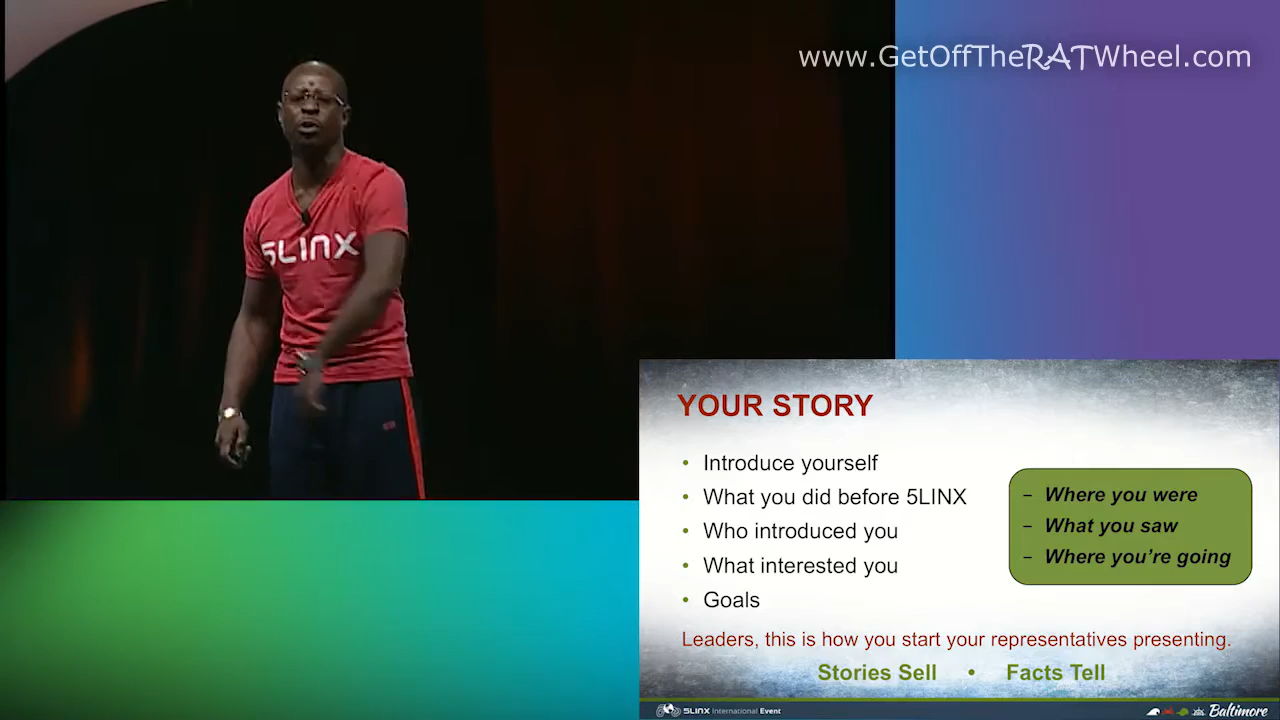 www.GetOffTheRATWheel.com
5LINX
YOUR STORY
• Introduce yourself
• What you did before 5LINX
• Who introduced you
• What interested you
• Goals
– Where you were
– What you saw
– Where you're going
Leaders, this is how you start your representatives presenting.
Stories Sell • Facts Tell
5LINX International Event
Baltimore